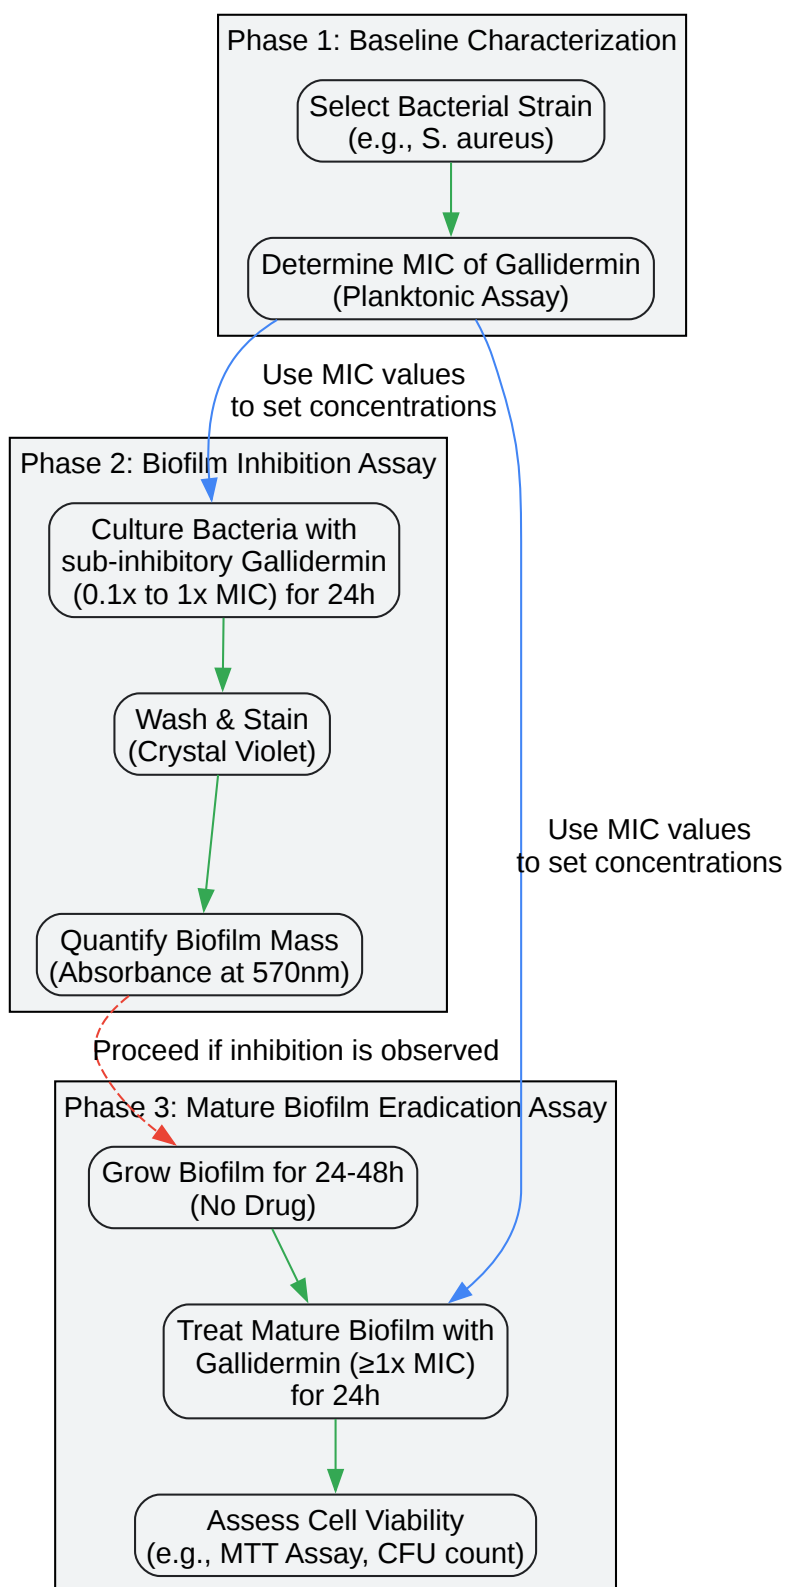 Phase 1: Baseline Characterization
Select Bacterial Strain
(e.g., S. aureus)
Determine MIC of Gallidermin
(Planktonic Assay)
Use MIC values
to set concentrations
Phase 2: Biofilm Inhibition Assay
Culture Bacteria with
sub-inhibitory Gallidermin
(0.1x to 1x MIC) for 24h
Wash & Stain
(Crystal Violet)
Use MIC values
to set concentrations
Quantify Biofilm Mass
(Absorbance at 570nm)
Proceed if inhibition is observed
Phase 3: Mature Biofilm Eradication Assay
Grow Biofilm for 24-48h
(No Drug)
Treat Mature Biofilm with
Gallidermin (≥1x MIC)
for 24h
Assess Cell Viability
(e.g., MTT Assay, CFU count)